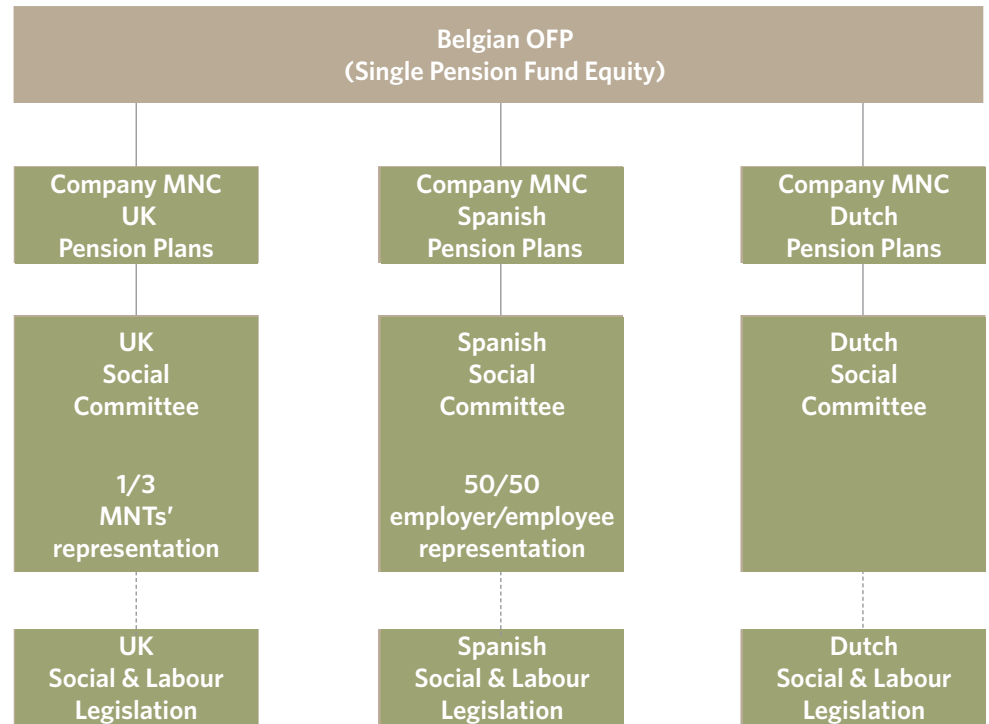 Belgian OFP
(Single Pension Fund Equity)
Company MNC
UK
Pension Plans
Company MNC
Spanish
Pension Plans
Company MNC
Dutch
Pension Plans
UK
Social
Committee
1/3
MNTs'
representation
Spanish
Social
Committee
50/50
employer/employee
representation
Dutch
Social
Committee
UK
Social & Labour
Legislation
Spanish
Social & Labour
Legislation
Dutch
Social & Labour
Legislation